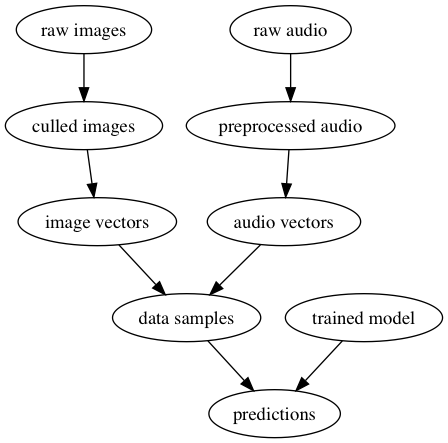 raw images
raw audio
culled images
preprocessed audio
image vectors
audio vectors
data samples
trained model
predictions